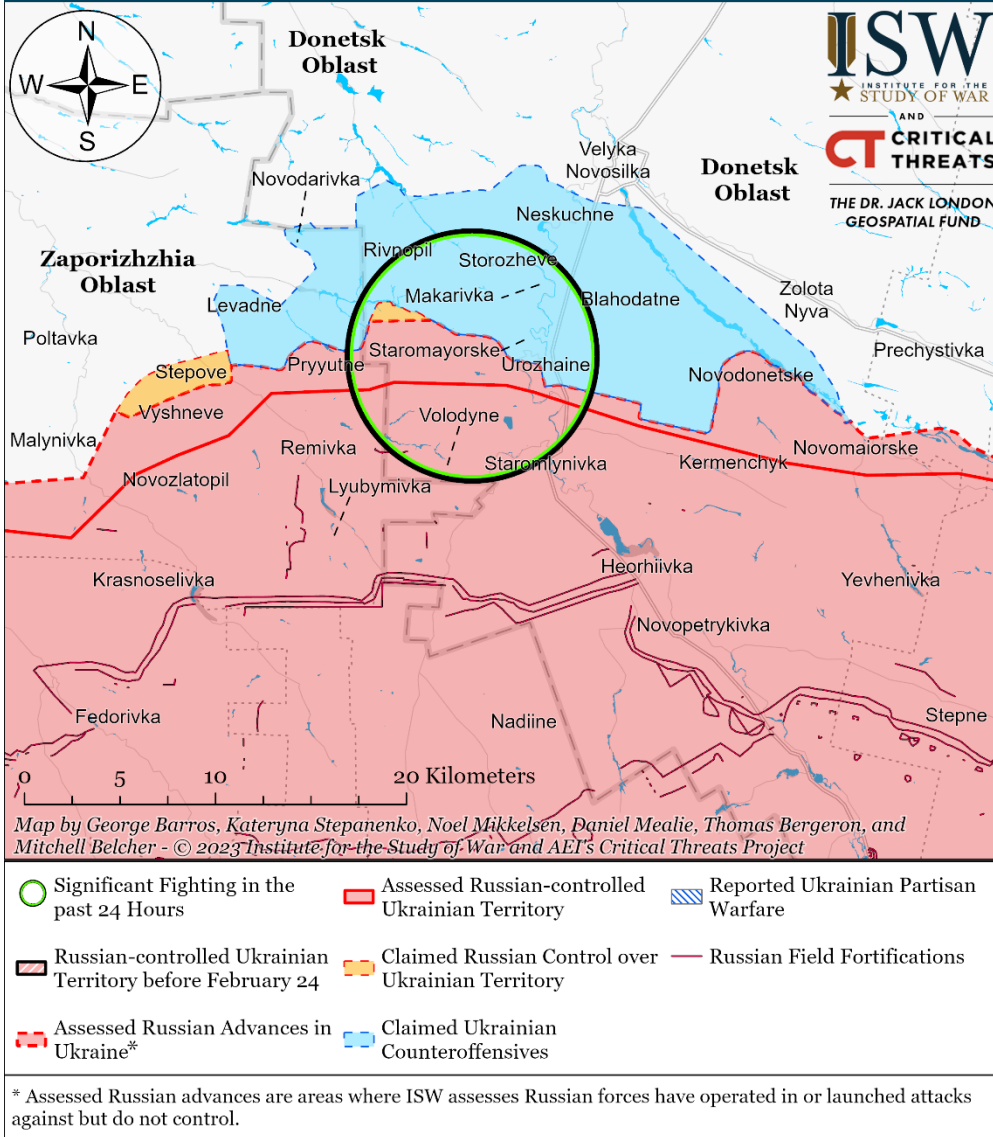 N
W E
S
Donetsk
Oblast
ISW
INSTITUTE FOR THE
STUDY OF WAR
AND
CT CRITICAL
THREATS
THE DR. JACK LONDON
GEOSPATIAL FUND
Velyka
Novosilka
Donetsk
Oblast
Novodarivka
Neskuchne
Rivnopil
Storozheve
Zaporizhzhia
Oblast
Makarivka
Blahodatne
Levadne
Zolota
Nyva
Poltavka
Staromayorske
Prechystivka
Pryyutne
Urozhaine
Stepove
Novodonetske
Vyshneve
Volodyne
Malynivka
Remivka
Novomaiorske
Staromlynivka
Kermenchyk
Novozlatopil
Lyubymivka
Heorhiivka
Krasnoselivka
Yevhenivka
Novopetrykivka
Fedorivka
Nadiine
Stepne
0 5 10 20 Kilometers
Map by George Barros, Kateryna Stepanenko, Noel Mikkelsen, Daniel Mealie, Thomas Bergeron, and
Mitchell Belcher - © 2023 Institute for the Study of War and AEI's Critical Threats Project
Significant Fighting in the
past 24 Hours
Assessed Russian-controlled
Ukrainian Territory
Reported Ukrainian Partisan
Warfare
Russian-controlled Ukrainian
Territory before February 24
Claimed Russian Control over
Ukrainian Territory
Russian Field Fortifications
Assessed Russian Advances in
Ukraine*
Claimed Ukrainian
Counteroffensives
* Assessed Russian advances are areas where ISW assesses Russian forces have operated in or launched attacks
against but do not control.